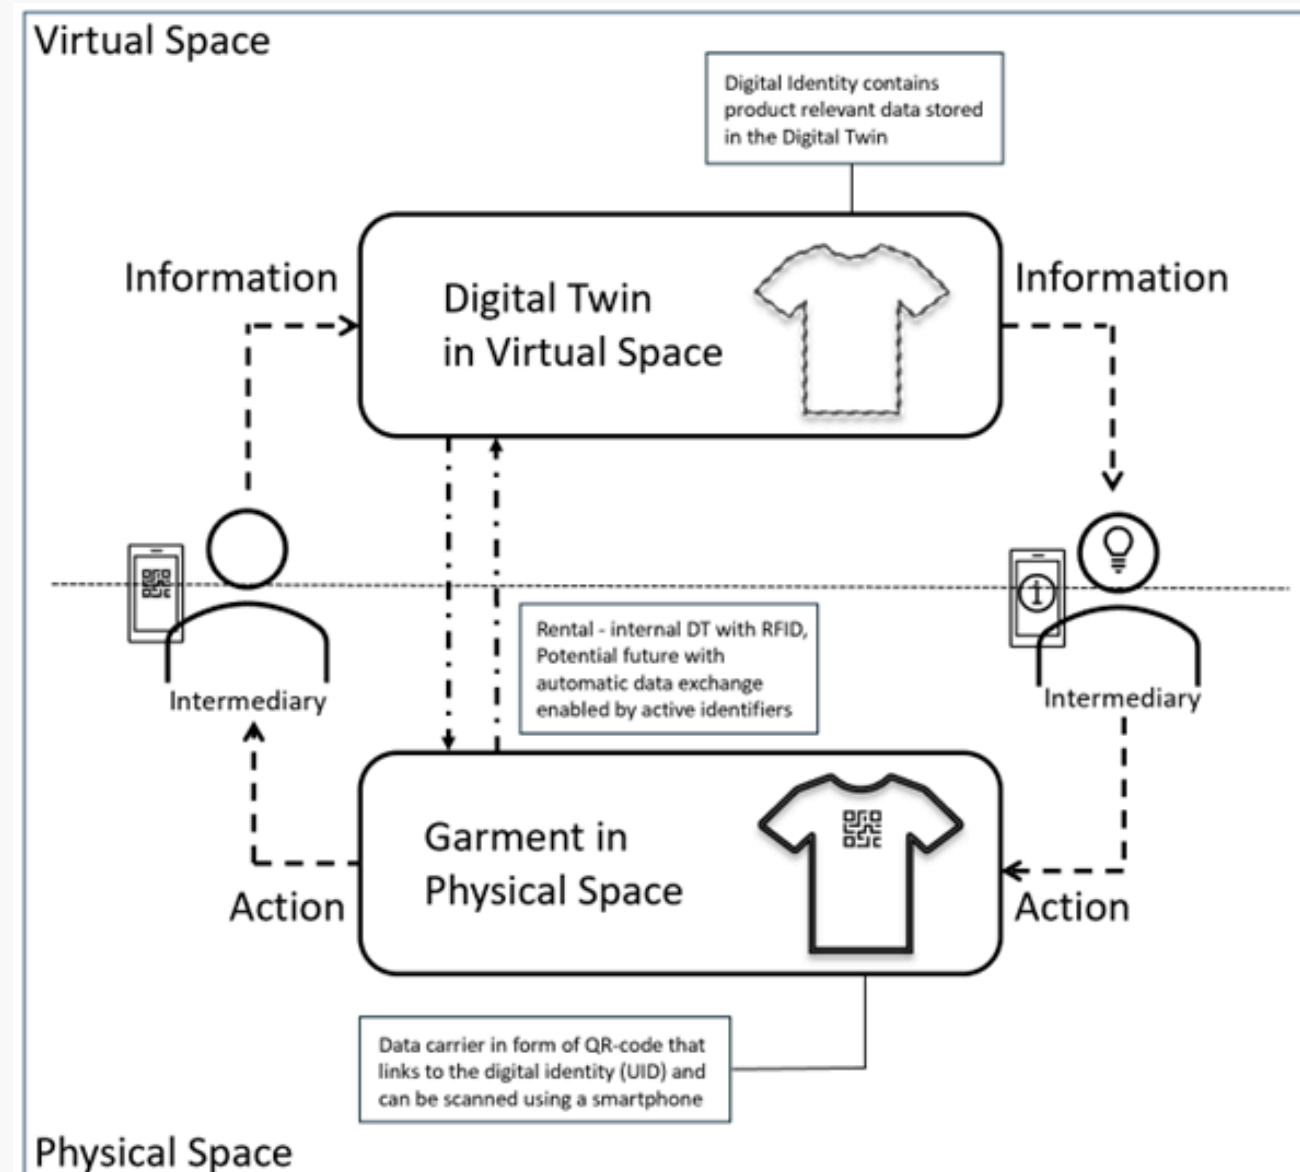 Virtual Space
Digital Identity contains
product relevant data stored
in the Digital Twin
Information
Digital Twin
in Virtual Space
Information
Rental - internal DT with RFID,
Potential future with
automatic data exchange
enabled by active identifiers
Intermediary
Intermediary
Garment in
Physical Space
Action
Action
Data carrier in form of QR-code that
links to the digital identity (UID) and
can be scanned using a smartphone
Physical Space